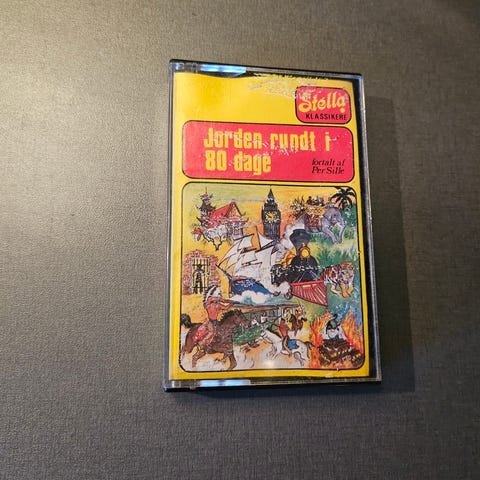 Stella
KLASSIKERE
Jorden rundt i
80 dage
fortalt af
Per Sille